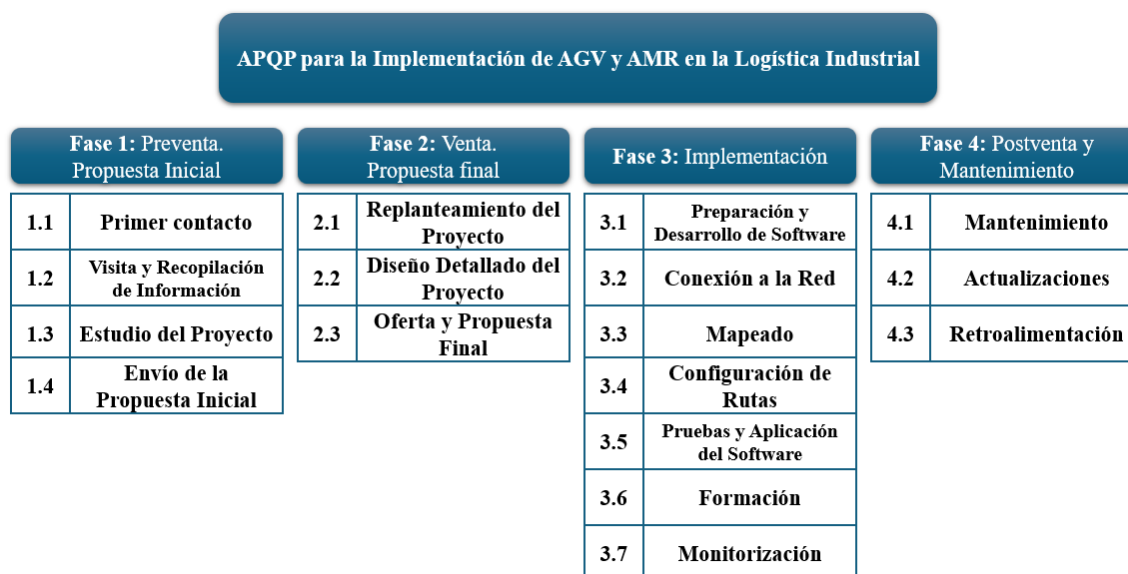 APQP para la Implementación de AGV y AMR en la Logística Industrial
Fase 1: Preventa.
Propuesta Inicial
1.1 Primer contacto
1.2 Visita y Recopilación
de Información
1.3 Estudio del Proyecto
1.4 Envío de la
Propuesta Inicial
Fase 2: Venta.
Propuesta final
2.1 Replanteamiento del
Proyecto
2.2 Diseño Detallado del
Proyecto
2.3 Oferta y Propuesta
Final
Fase 3: Implementación
3.1 Preparación y
Desarrollo de Software
3.2 Conexión a la Red
3.3 Mapeado
3.4 Configuración de
Rutas
3.5 Pruebas y Aplicación
del Software
3.6 Formación
3.7 Monitorización
Fase 4: Postventa y
Mantenimiento
4.1 Mantenimiento
4.2 Actualizaciones
4.3 Retroalimentación